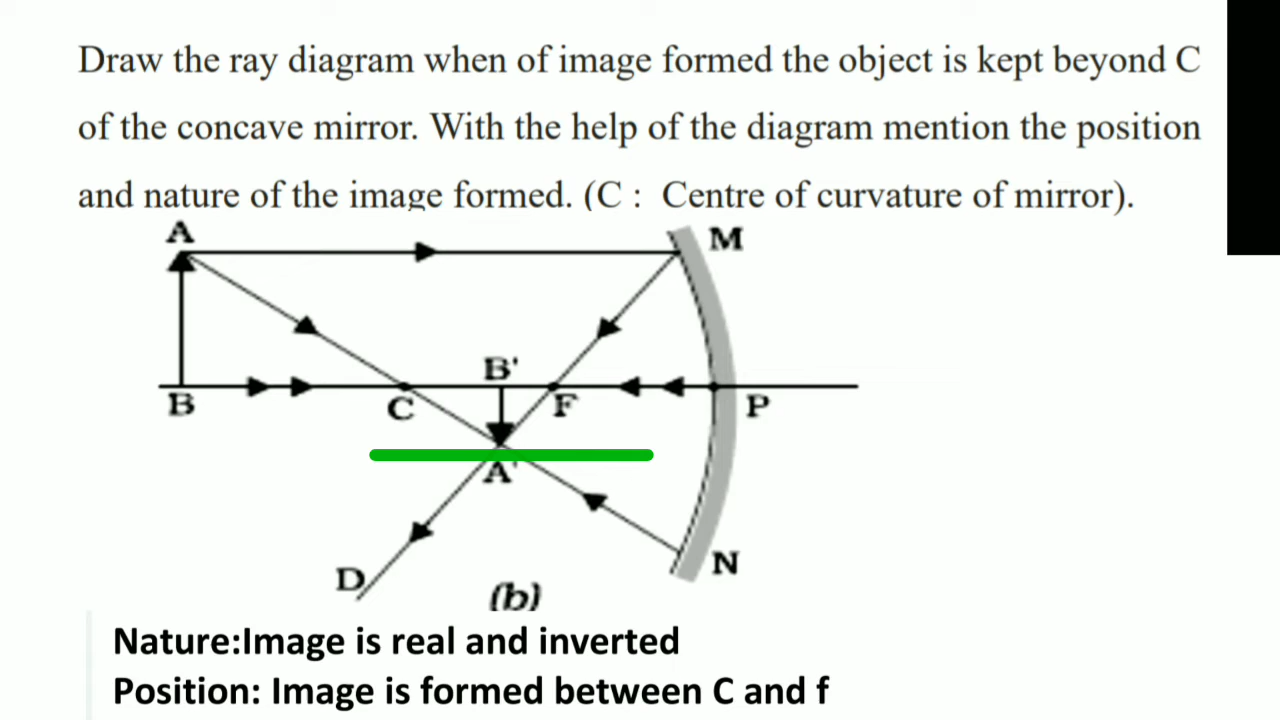 Draw the ray diagram when of image formed the object is kept beyond C
of the concave mirror. With the help of the diagram mention the position
and nature of the image formed. (C : Centre of curvature of mirror).
A
M
B'
B
C
F
P
A'
D
N
(b)
Nature:Image is real and inverted
Position: Image is formed between C and f